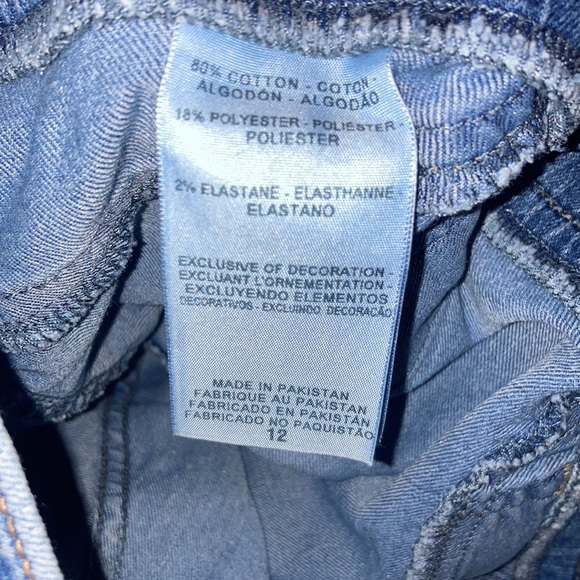 80% COTTON - COTON -
ALGODÓN - ALGODÃO
18% POLYESTER - POLIESTER -
POLIÉSTER
2% ELASTANE - ELASTHANNE -
ELASTANO
EXCLUSIVE OF DECORATION -
EXCLUANT L'ORNEMENTATION -
EXCLUYENDO ELEMENTOS
DECORATIVOS - EXCLUINDO DECORAÇÃO
MADE IN PAKISTAN
FABRIQUE AU PAKISTAN
FABRICADO EN PAKISTÁN
FABRICADO NO PAQUISTÃO
12